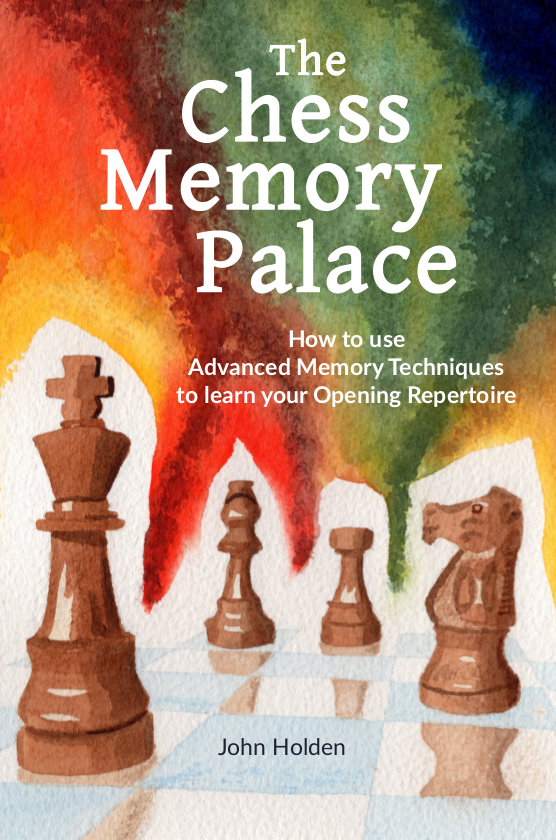 The
Chess
Memory
Palace
How to use
Advanced Memory Techniques
to learn your Opening Repertoire
John Holden